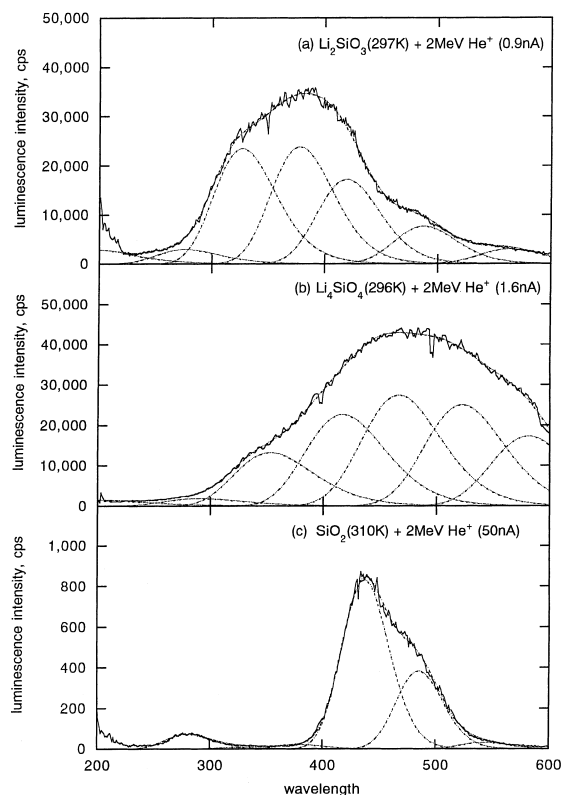 50,000
(a) Li₂SiO₃(297K) + 2MeV He⁺ (0.9nA)
40,000
30,000
20,000
10,000
0
luminescence intensity, cps
(b) Li₄SiO₄(296K) + 2MeV He⁺ (1.6nA)
50,000
40,000
30,000
20,000
10,000
0
luminescence intensity, cps
(c) SiO₂(310K) + 2MeV He⁺ (50nA)
1,000
800
600
400
200
0
luminescence intensity, cps
200 300 400 500 600
wavelength